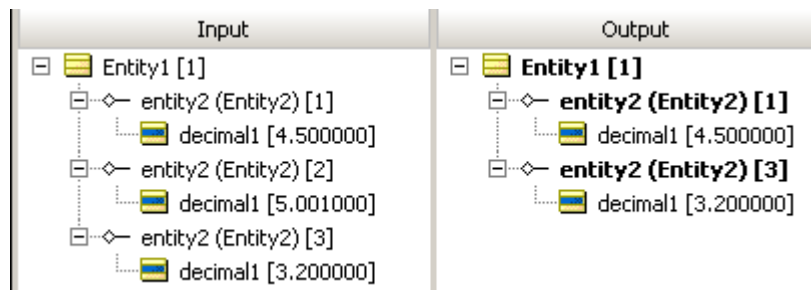 Input
Entity1 [1]
entity2 (Entity2) [1]
decimal1 [4.500000]
entity2 (Entity2) [2]
decimal1 [5.001000]
entity2 (Entity2) [3]
decimal1 [3.200000]
Output
Entity1 [1]
entity2 (Entity2) [1]
decimal1 [4.500000]
entity2 (Entity2) [3]
decimal1 [3.200000]